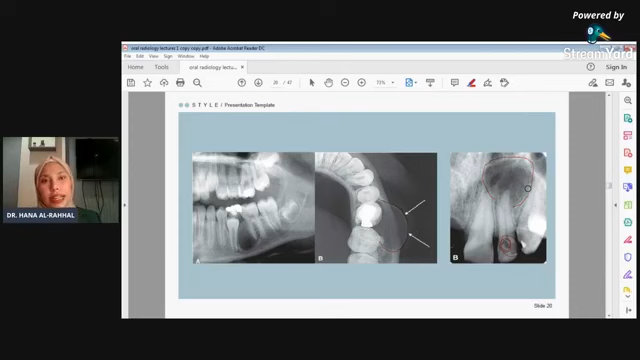 Powered by
StreamYard
oral radiology lecture 2 copy copy.pdf - Adobe Acrobat Reader DC
File Edit View Sign Window Help
Home Tools oral radiology lectur...
Sign In
20 / 47
73%
STYLE / Presentation Template
A
B
B
DR. HANA AL-RAHHAL
Slide 20